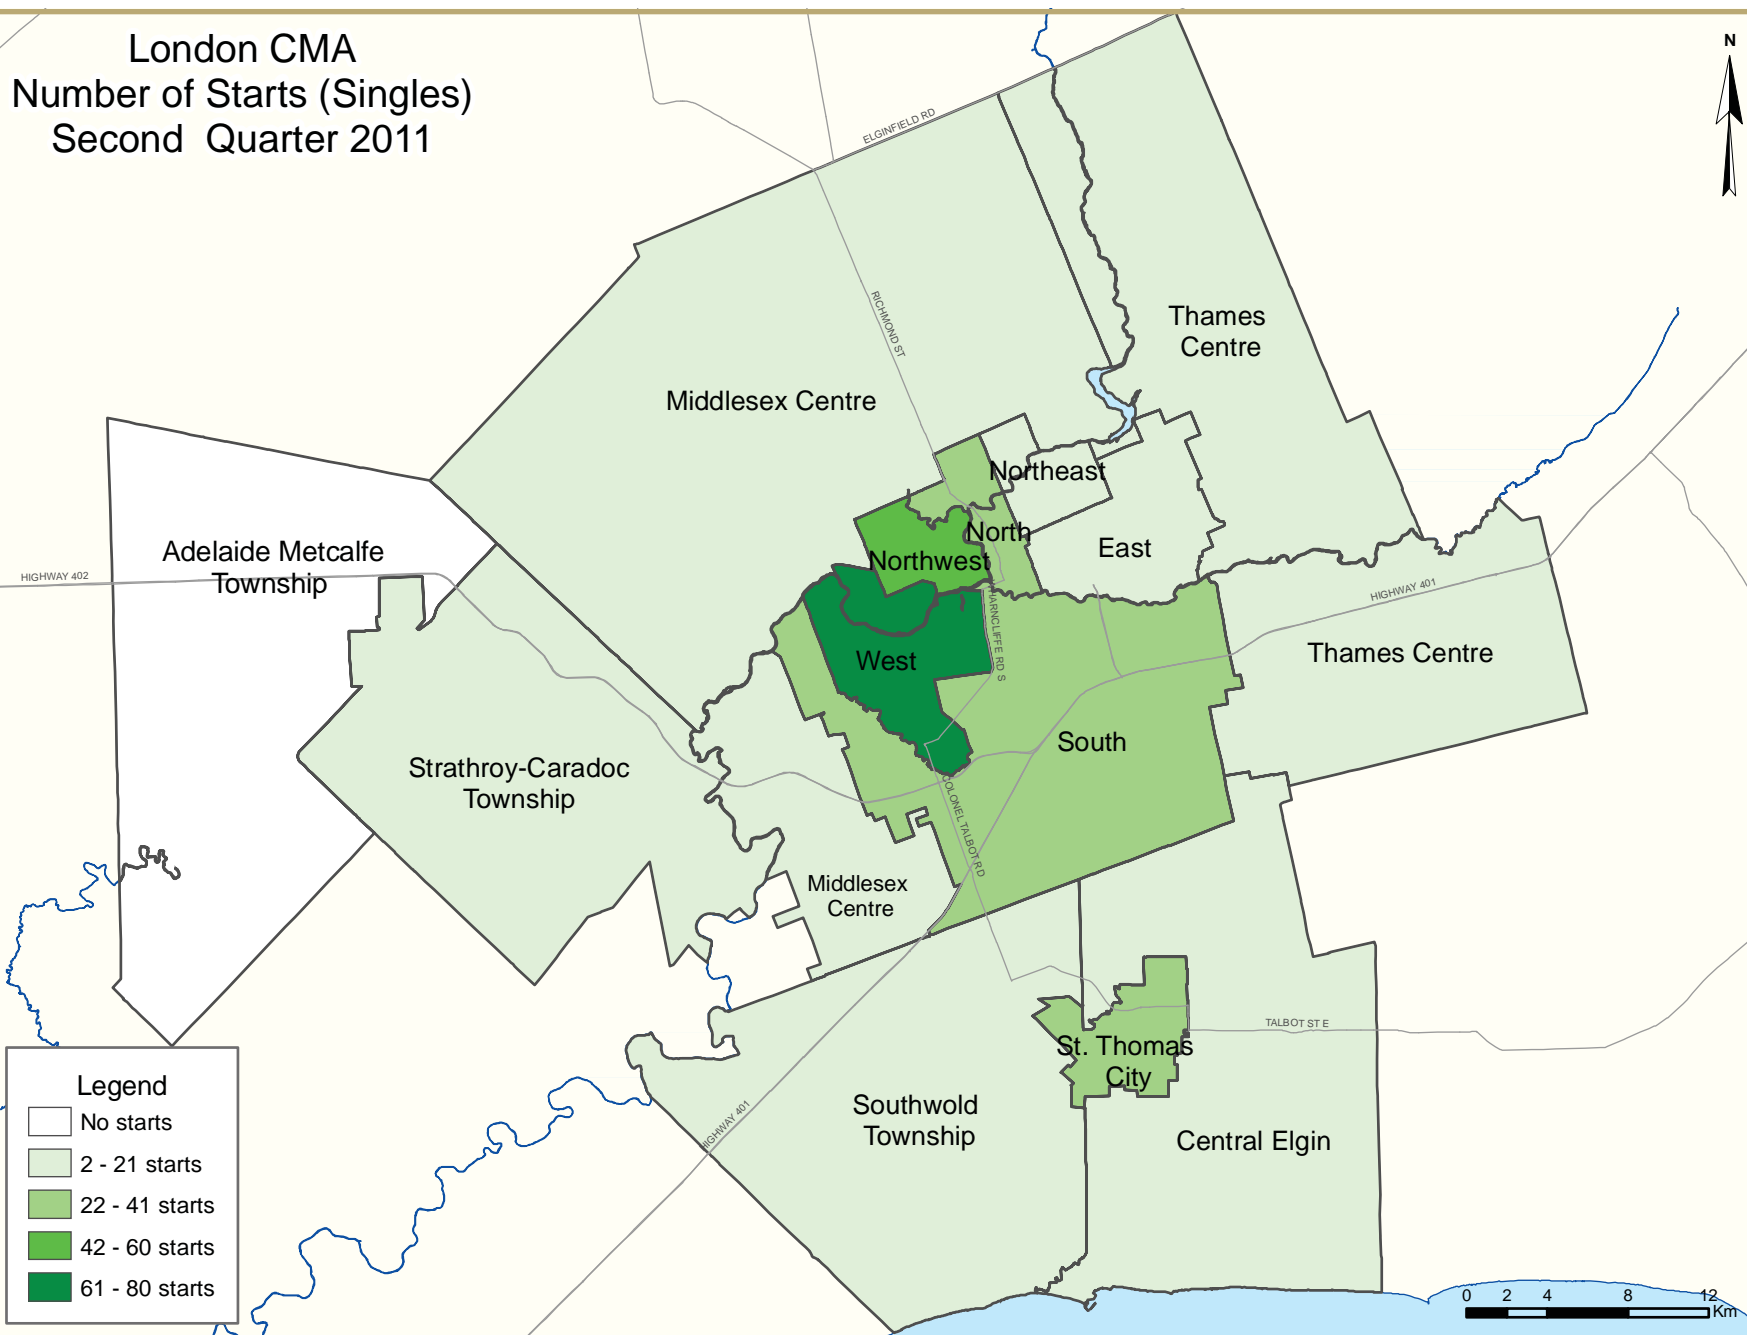 London CMA
Number of Starts (Singles)
Second Quarter 2011
N
ELGINFIELD RD
RICHMOND ST
Thames
Centre
Middlesex Centre
Northeast
North
East
Northwest
Adelaide Metcalfe
Township
HIGHWAY 402
HIGHWAY 401
WHARNCLIFFE RD S
West
Thames Centre
South
Strathroy-Caradoc
Township
COLONEL TALBOT RD
Middlesex
Centre
TALBOT ST E
St. Thomas
City
Southwold
Township
HIGHWAY 401
Central Elgin
Legend
No starts
2 - 21 starts
22 - 41 starts
42 - 60 starts
61 - 80 starts
0 2 4 8 12
Km